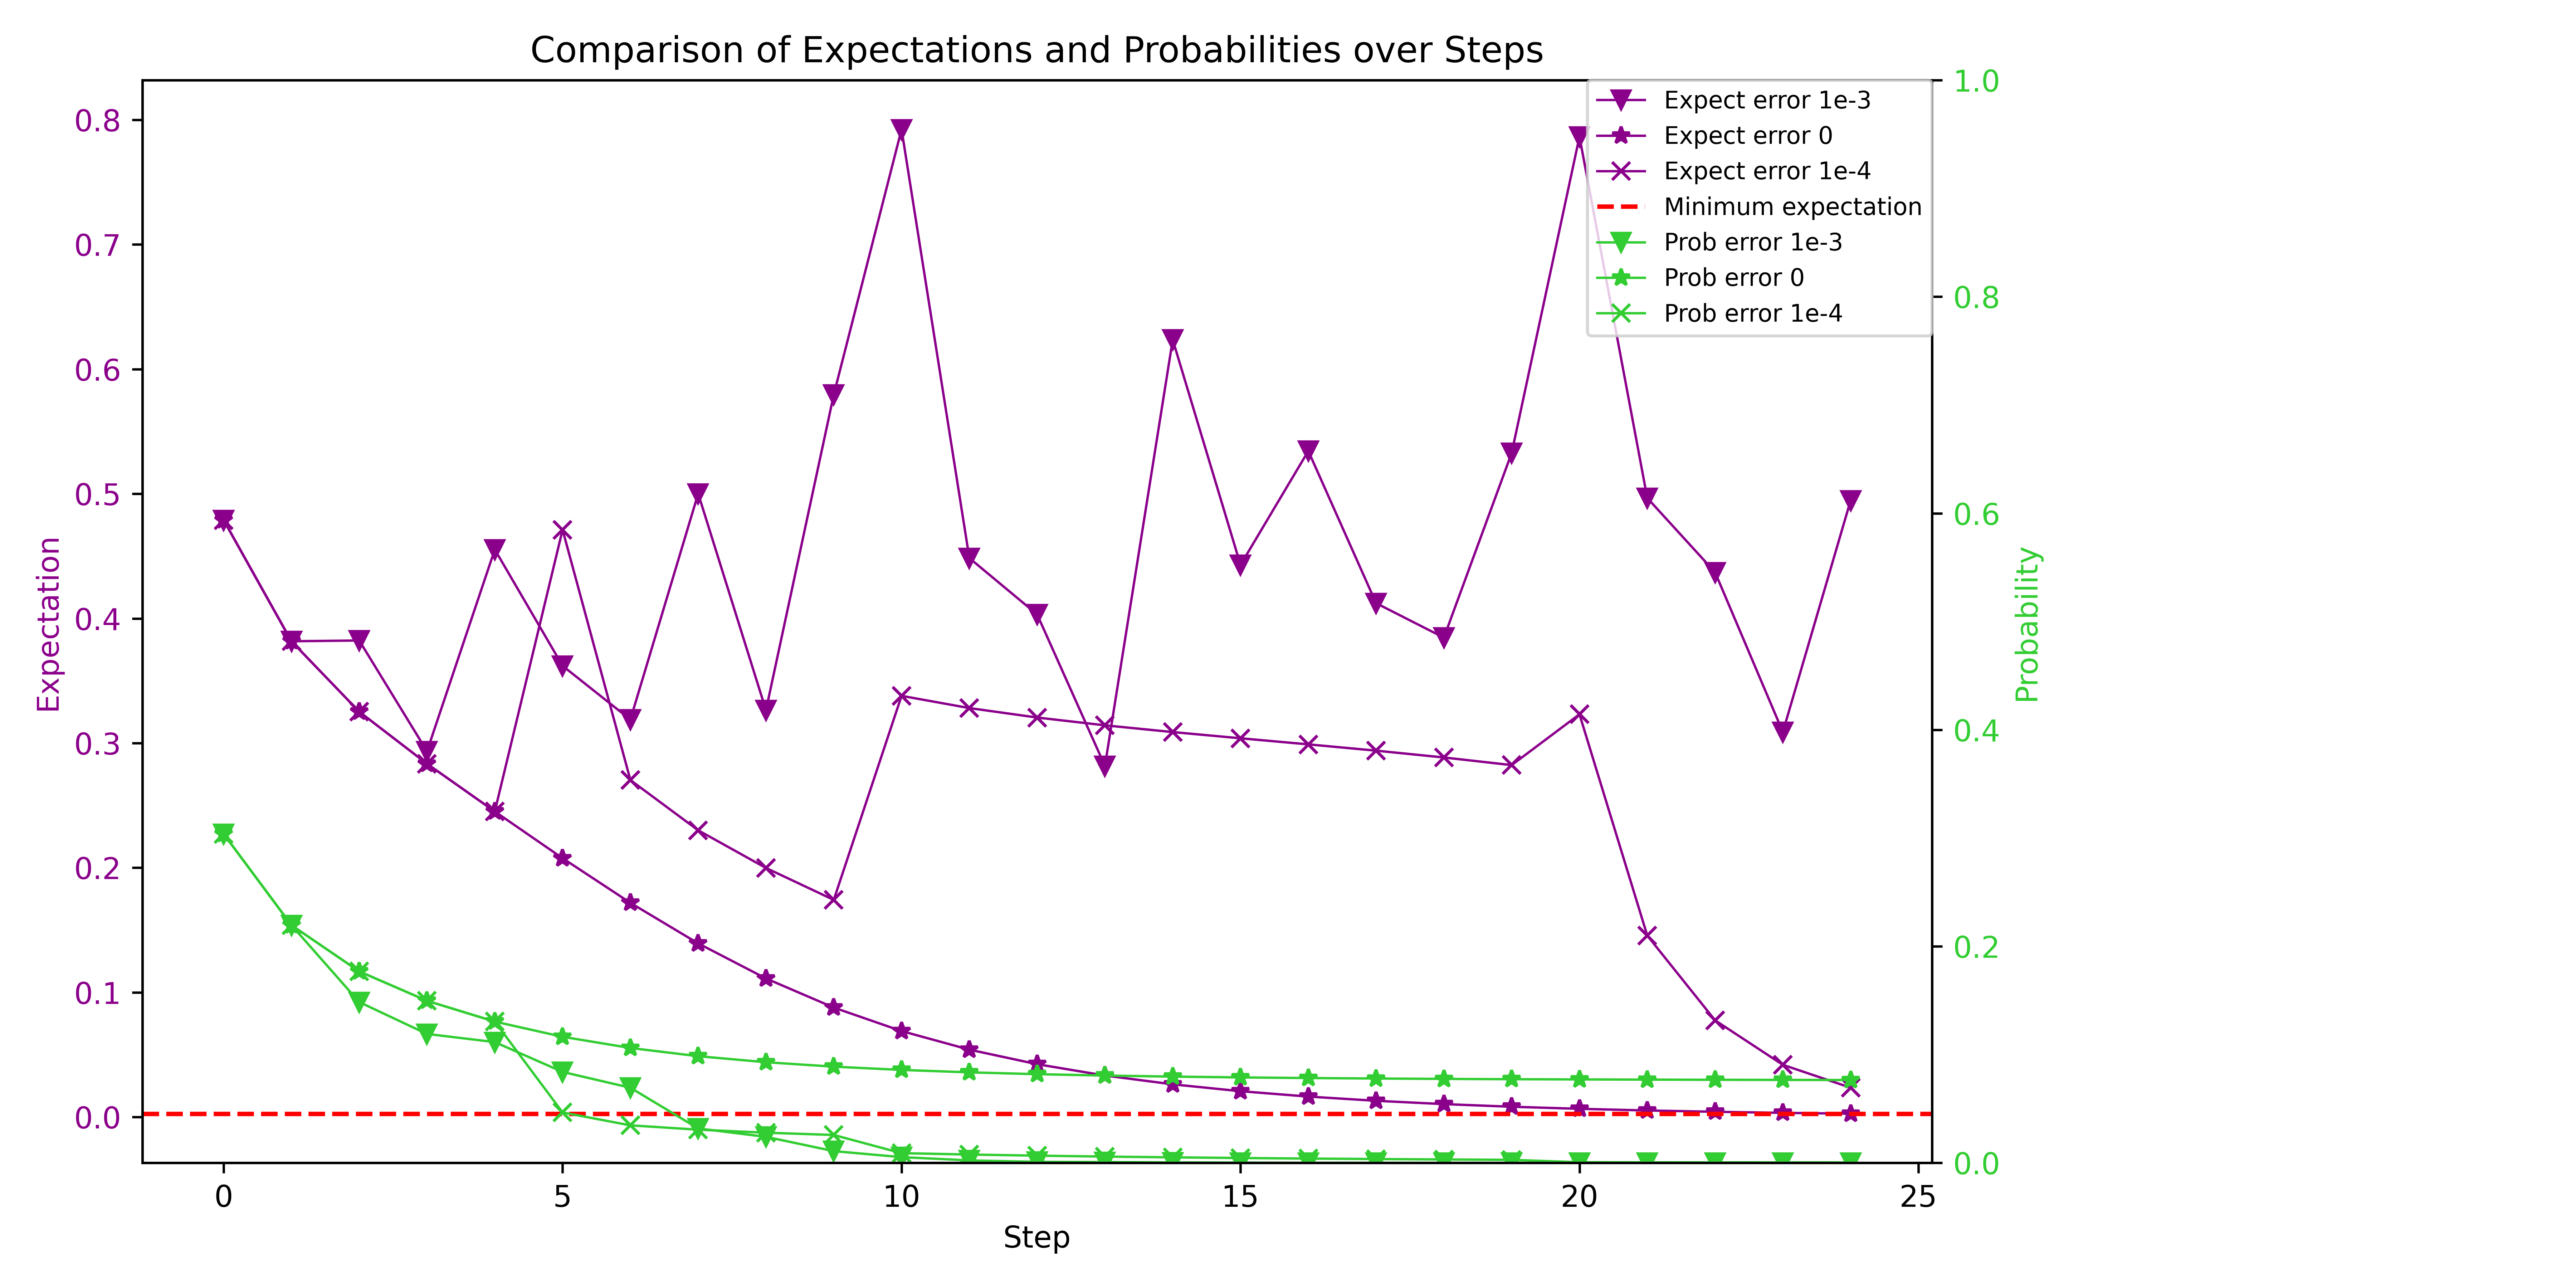 Comparison of Expectations and Probabilities over Steps
Expectation
0.8
0.7
0.6
0.5
0.4
0.3
0.2
0.1
0.0
Expect error 1e-3
Expect error 0
Expect error 1e-4
Minimum expectation
Prob error 1e-3
Prob error 0
Prob error 1e-4
1.0
0.8
0.6
0.4
0.2
0.0
Probability
0 5 10 15 20 25
Step